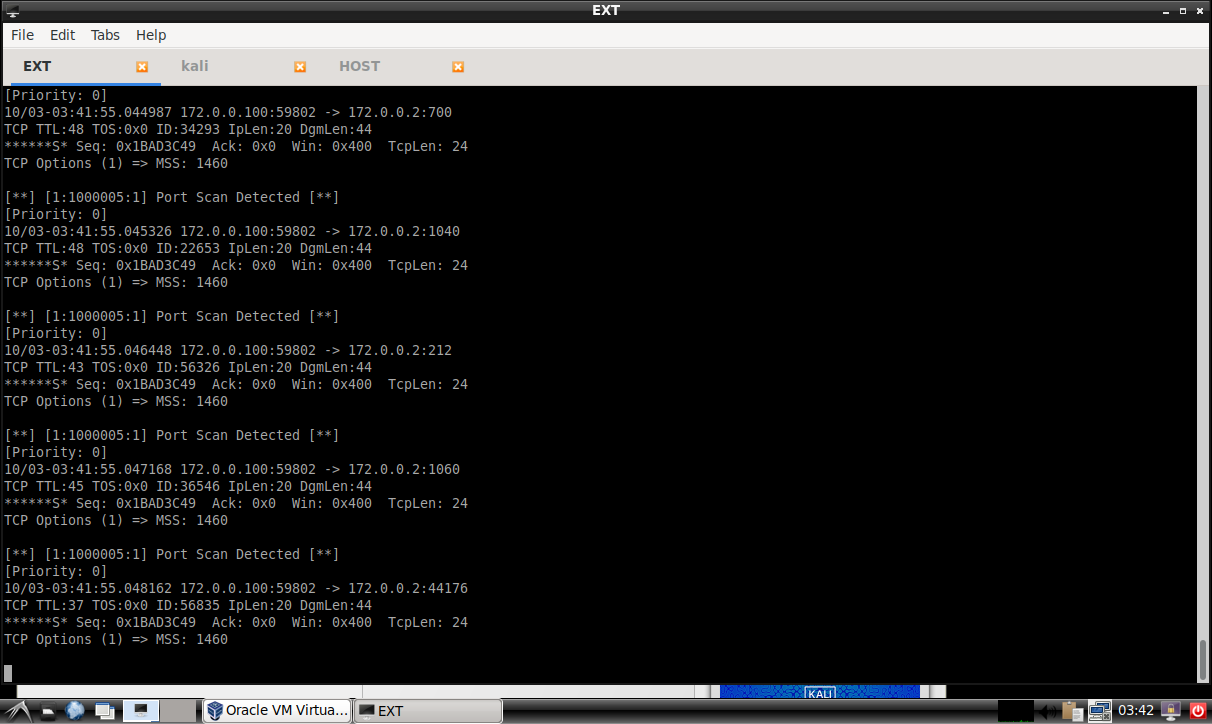 EXT
File Edit Tabs Help
EXT kali HOST
[Priority: 0]
10/03-03:41:55.044987 172.0.0.100:59802 -> 172.0.0.2:700
TCP TTL:48 TOS:0x0 ID:34293 IpLen:20 DgmLen:44
******S* Seq: 0x1BAD3C49  Ack: 0x0  Win: 0x400  TcpLen: 24
TCP Options (1) => MSS: 1460
[**] [1:1000005:1] Port Scan Detected [**]
[Priority: 0]
10/03-03:41:55.045326 172.0.0.100:59802 -> 172.0.0.2:1040
TCP TTL:48 TOS:0x0 ID:22653 IpLen:20 DgmLen:44
******S* Seq: 0x1BAD3C49  Ack: 0x0  Win: 0x400  TcpLen: 24
TCP Options (1) => MSS: 1460
[**] [1:1000005:1] Port Scan Detected [**]
[Priority: 0]
10/03-03:41:55.046448 172.0.0.100:59802 -> 172.0.0.2:212
TCP TTL:43 TOS:0x0 ID:56326 IpLen:20 DgmLen:44
******S* Seq: 0x1BAD3C49  Ack: 0x0  Win: 0x400  TcpLen: 24
TCP Options (1) => MSS: 1460
[**] [1:1000005:1] Port Scan Detected [**]
[Priority: 0]
10/03-03:41:55.047168 172.0.0.100:59802 -> 172.0.0.2:1060
TCP TTL:45 TOS:0x0 ID:36546 IpLen:20 DgmLen:44
******S* Seq: 0x1BAD3C49  Ack: 0x0  Win: 0x400  TcpLen: 24
TCP Options (1) => MSS: 1460
[**] [1:1000005:1] Port Scan Detected [**]
[Priority: 0]
10/03-03:41:55.048162 172.0.0.100:59802 -> 172.0.0.2:44176
TCP TTL:37 TOS:0x0 ID:56835 IpLen:20 DgmLen:44
******S* Seq: 0x1BAD3C49  Ack: 0x0  Win: 0x400  TcpLen: 24
TCP Options (1) => MSS: 1460
KALI
Oracle VM Virtua... EXT 03:42